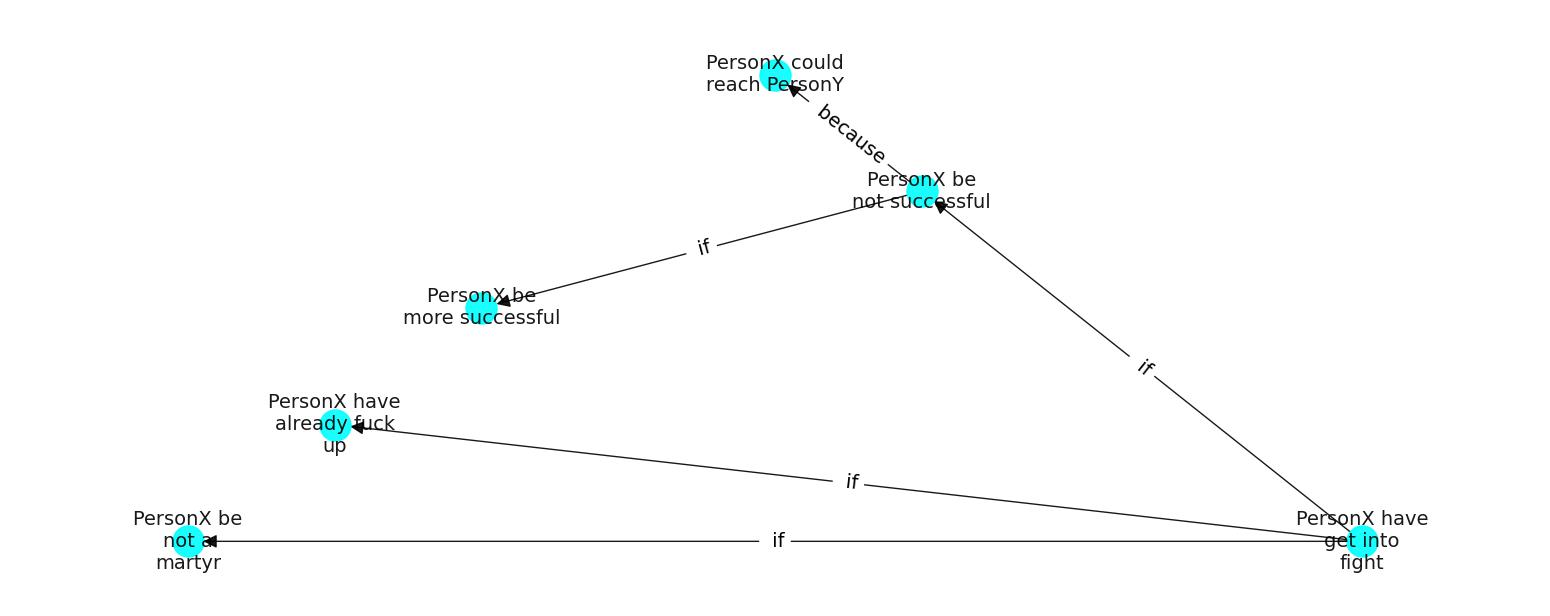 PersonX could
reach PersonY
because
PersonX be
not successful
if
PersonX be
more successful
if
PersonX have
already fuck
up
if
PersonX be
not a
martyr
if
PersonX have
get into
fight